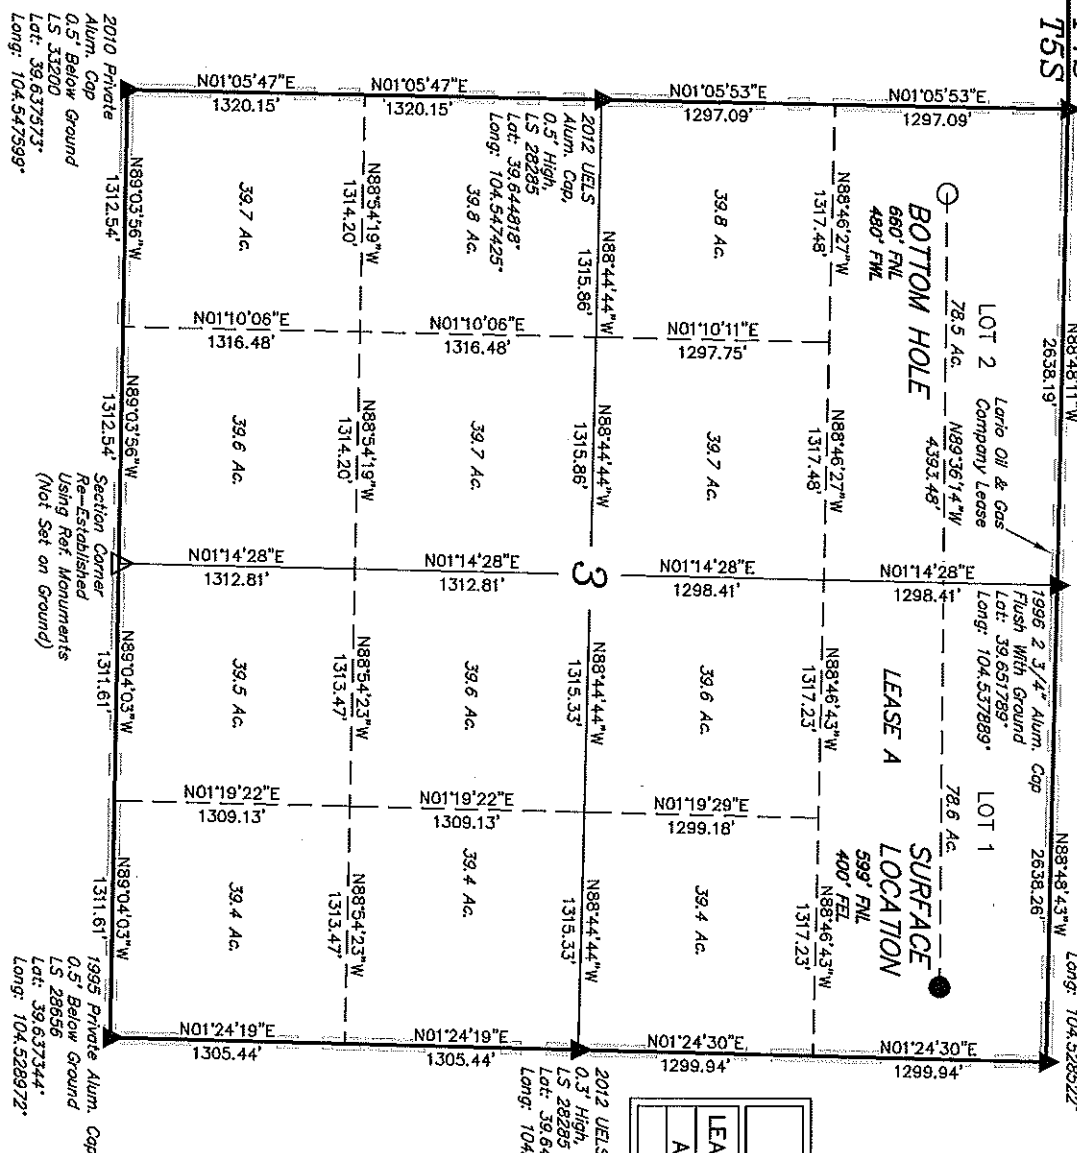 T5S
N88°48'11"W
2638.19'
N88°48'43"W
2638.26'
Long: 104.528522°
Lario Oil & Gas
Company Lease
1996 2 3/4" Alum. Cap
Flush With Ground
Lat: 39.651789°
Long: 104.537889°
LOT 2
78.5 Ac.
LOT 1
78.6 Ac.
N89°36'14"W
4393.48'
BOTTOM HOLE
660' FNL
480' FWL
LEASE A
SURFACE
LOCATION
599' FNL
400' FEL
N01°05'53"E
1297.09'
N01°14'28"E
1298.41'
N01°24'30"E
1299.94'
N88°46'27"W
1317.48'
N88°46'27"W
1317.48'
N88°46'43"W
1317.23'
N88°46'43"W
1317.23'
N01°05'53"E
1297.09'
39.8 Ac.
N01°10'11"E
1297.75'
39.7 Ac.
N01°14'28"E
1298.41'
39.6 Ac.
N01°19'29"E
1299.18'
39.4 Ac.
N01°24'30"E
1299.94'
2012 UELS
Alum. Cap,
0.5' High,
LS 28285
Lat: 39.644818°
Long: 104.547425°
N88°44'44"W
1315.86'
N88°44'44"W
1315.86'
3
N88°44'44"W
1315.33'
N88°44'44"W
1315.33'
2012 UELS
0.3' High,
LS 28285
Lat: 39.64
Long: 104.
LEA
A
N01°05'47"E
1320.15'
39.8 Ac.
N01°10'06"E
1316.48'
39.7 Ac.
N01°14'28"E
1312.81'
39.6 Ac.
N01°19'22"E
1309.13'
39.4 Ac.
N01°24'19"E
1305.44'
N88°54'19"W
1314.20'
N88°54'19"W
1314.20'
N88°54'23"W
1313.47'
N88°54'23"W
1313.47'
N01°05'47"E
1320.15'
39.7 Ac.
N01°10'06"E
1316.48'
39.6 Ac.
N01°14'28"E
1312.81'
39.5 Ac.
N01°19'22"E
1309.13'
39.4 Ac.
N01°24'19"E
1305.44'
N89°03'56"W
1312.54'
N89°03'56"W
1312.54'
N89°04'03"W
1311.61'
N89°04'03"W
1311.61'
2010 Private
Alum. Cap
0.5' Below Ground
LS 33200
Lat: 39.637573°
Long: 104.547599°
Section Corner
Re-Established
Using Ref. Monuments
(Not Set on Ground)
1995 Private Alum. Cap
0.5' Below Ground
LS 28656
Lat: 39.637344°
Long: 104.528972°